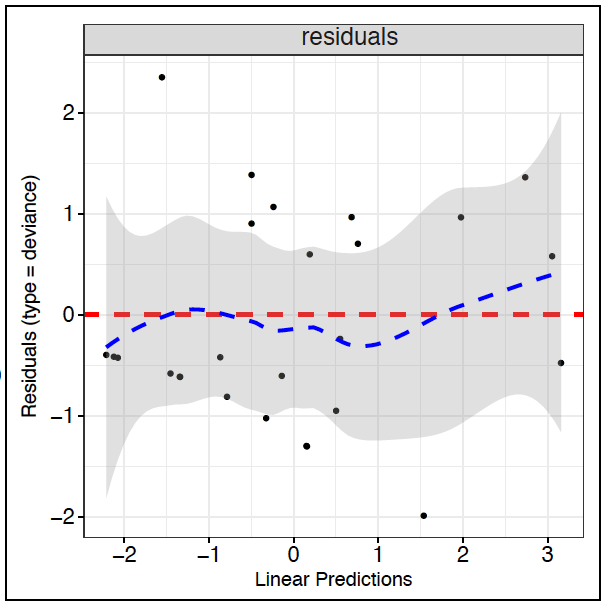 residuals
Residuals (type = deviance)
2
1
0
−1
−2
−2 −1 0 1 2 3
Linear Predictions